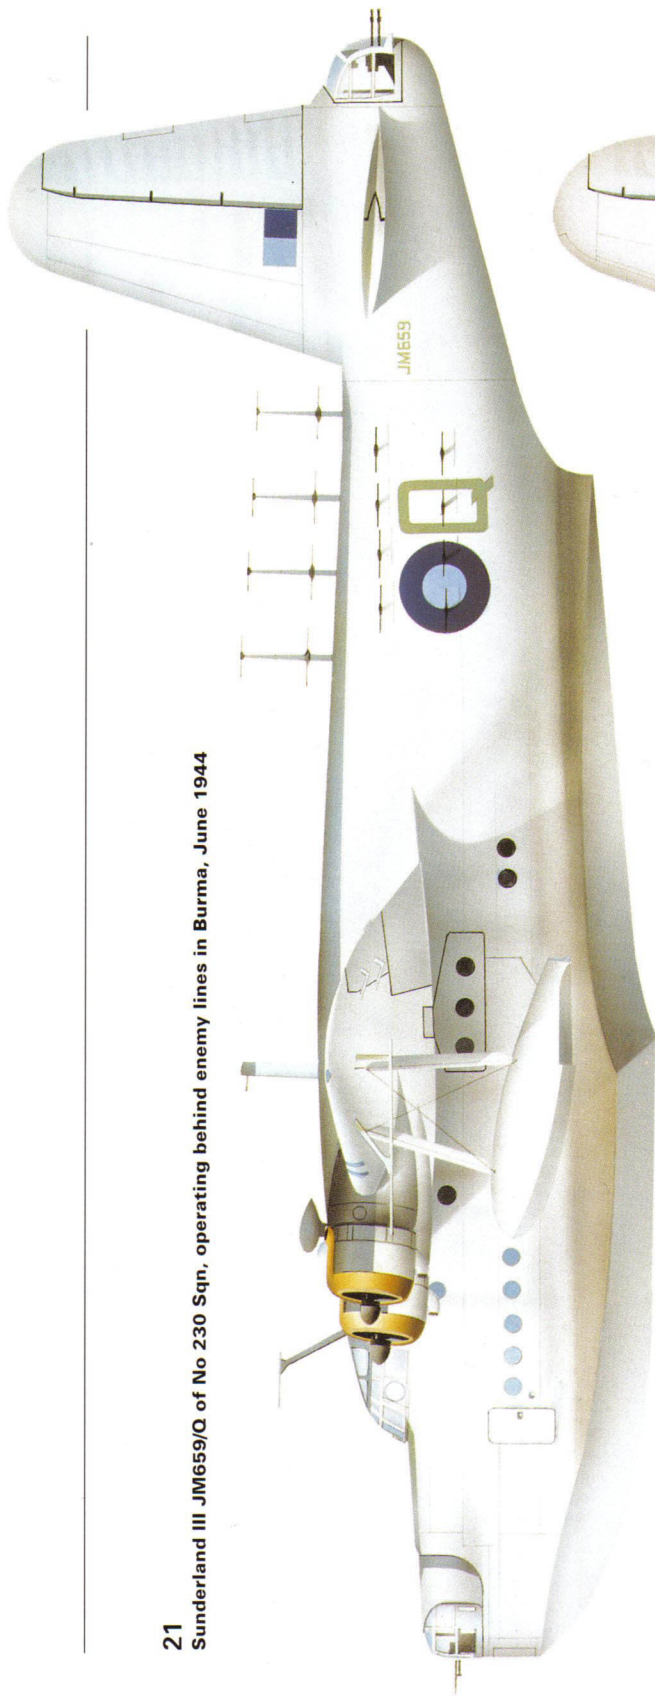 21
Sunderland III JM659/Q of No 230 Sqn, operating behind enemy lines in Burma, June 1944
JM659
Q